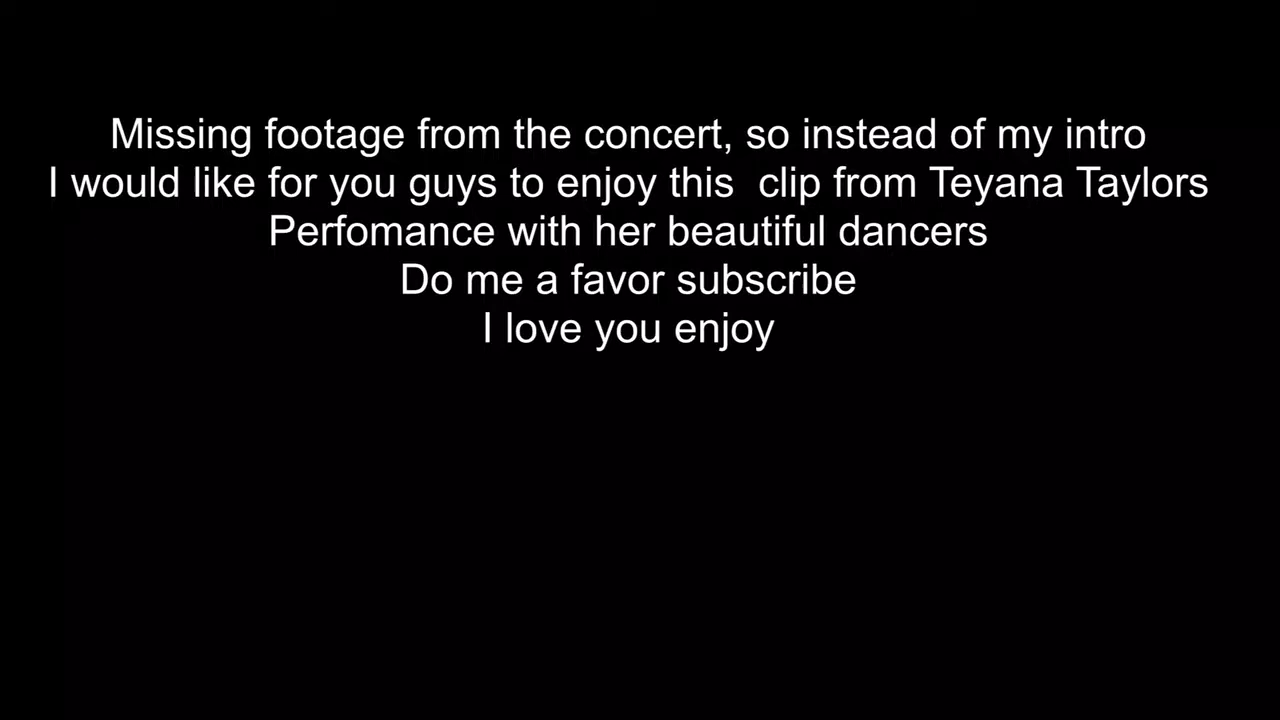 Missing footage from the concert, so instead of my intro
I would like for you guys to enjoy this  clip from Teyana Taylors
Perfomance with her beautiful dancers
Do me a favor subscribe
I love you enjoy